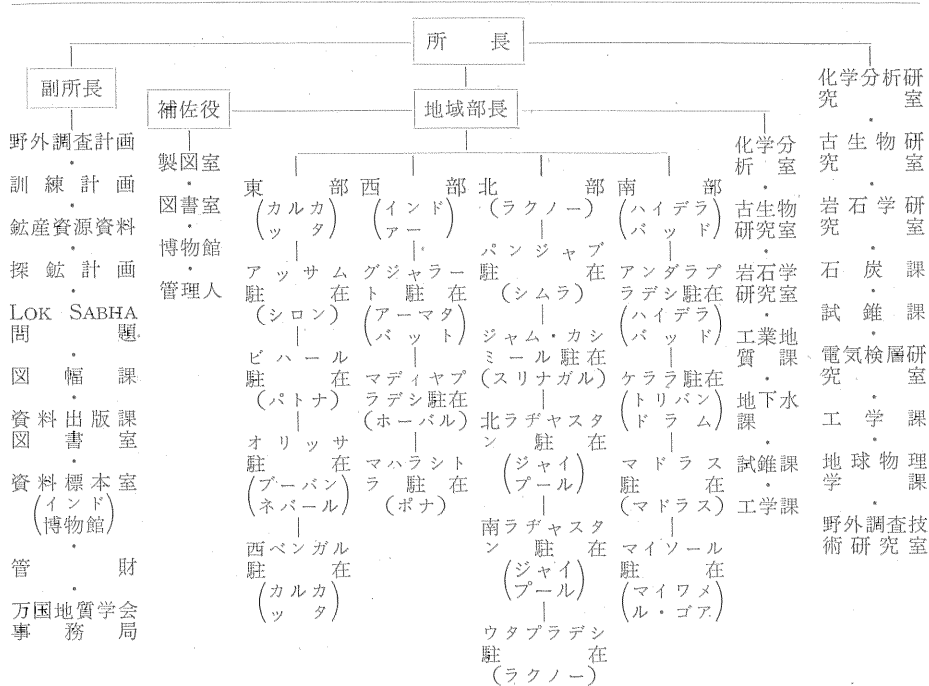 所長
副所長
野外調査計画
・
訓練計画
・
鉱産資源資料
・
探鉱計画
・
LOK SABHA
問題
・
図幅課
・
資料出版課
図書室
・
資料標本室
(インド
博物館)
・
管財
・
万国地質学会
事務局
補佐役
製図室
・
図書室
・
博物館
・
管理人
地域部長
東部
(カルカ
ッタ)
アッサム
駐在
(シロン)
ビハール
駐在
(パトナ)
オリッサ
駐在
(ブーバン
ネバール)
西ベンガル
駐在
(カルカ
ッタ)
西部
(インド
アー)
グジャラー
ト駐在
(アーマタ
バット)
マディヤプ
ラデシ駐在
(ホーバル)
マハラシト
ラ駐在
(ポナ)
北部
(ラクノー)
パンジャブ
駐在
(シムラ)
ジャム・カシ
ミール駐在
(スリナガル)
北ラヂャスタ
ン駐在
(ジャイ
プール)
南ラヂャスタ
ン駐在
(ジャイ
プール)
ウタプラデシ
駐在
(ラクノー)
南部
(ハイデラ
バッド)
アンダラプ
ラデシ駐在
(ハイデラ
バッド)
ケララ駐在
(トリバン
ドラム)
マドラス
駐在
(マドラス)
マイソール
駐在
(マイワメ
ル・ゴア)
化学分
析室
・
古生物
研究室
・
岩石学
研究室
・
工業地
質課
・
地下水
課
・
試錐課
・
工学課
化学分析研
究室
・
古生物研
究室
・
岩石学研
究室
・
石炭課
・
試錐課
・
電気検層研
究室
・
工学課
・
地球物理
学課
・
野外調査技
術研究室